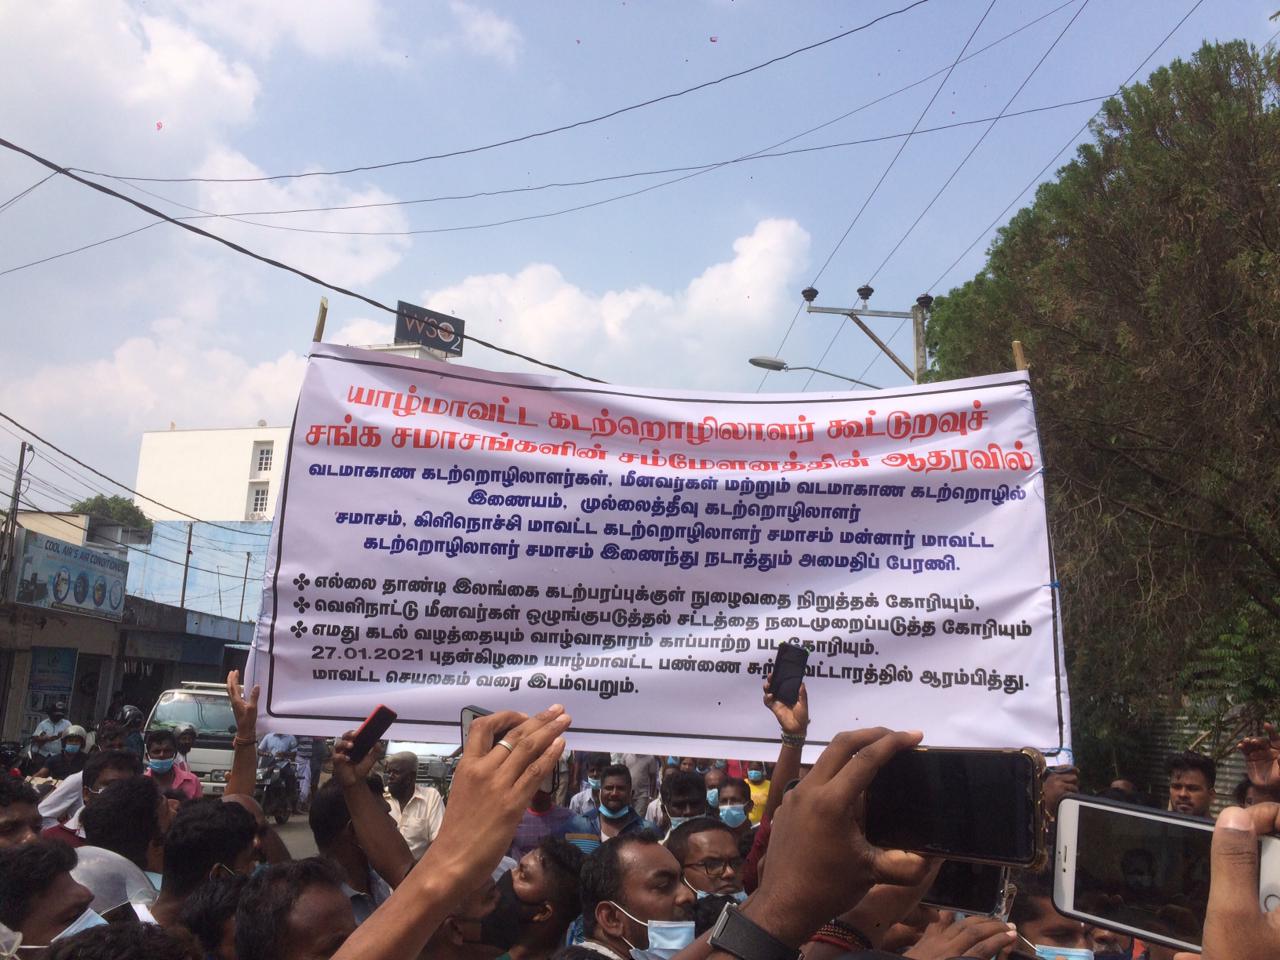 WSO2
யாழ்மாவட்ட கடற்றொழிலாளர் கூட்டுறவுச்
சங்க சமாசங்களின் சம்மேளனத்தின் ஆதரவில்
வடமாகாண கடற்றொழிலாளர்கள், மீனவர்கள் மற்றும் வடமாகாண கடற்றொழில்
இணையம், முல்லைத்தீவு கடற்றொழிலாளர்
சமாசம், கிளிநொச்சி மாவட்ட கடற்றொழிலாளர் சமாசம் மன்னார் மாவட்ட
கடற்றொழிலாளர் சமாசம் இணைந்து நடாத்தும் அமைதிப் பேரணி.
எல்லை தாண்டி இலங்கை கடற்பரப்புக்குள் நுழைவதை நிறுத்தக் கோரியும்.
வெளிநாட்டு மீனவர்கள் ஒழுங்குபடுத்தல் சட்டத்தை நடைமுறைப்படுத்த கோரியும்
எமது கடல் வழத்தையும் வாழ்வாதாரம் காப்பாற்ற கோரியும்.
27.01.2021 புதன்கிழமை யாழ்மாவட்ட பண்ணை ஆரம்பித்து.
மாவட்ட செயலகம் வரை இடம்பெறும்.
COOL AIR'S AIR CONDITIONERS